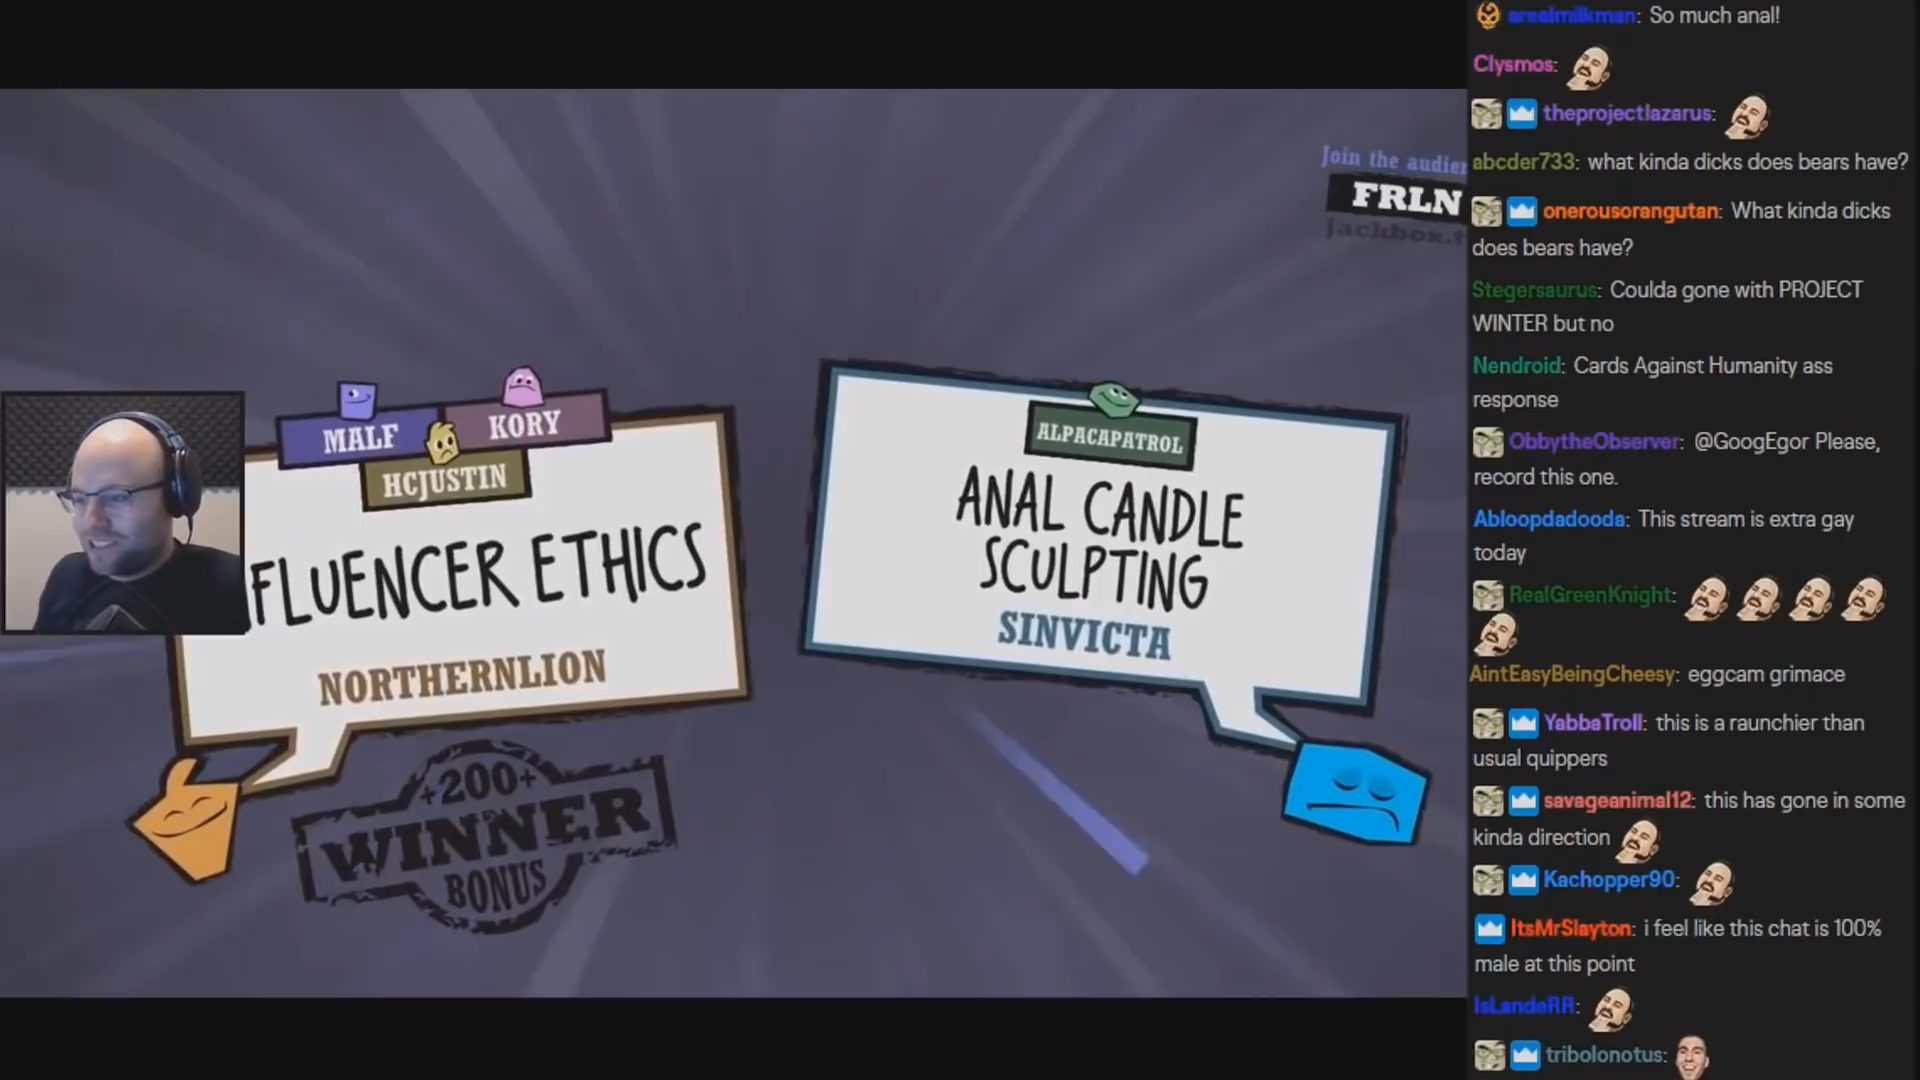 Join the audien
FRLN
jackbox.t
MALF
KORY
HCJUSTIN
FLUENCER ETHICS
NORTHERNLION
+200+
WINNER
BONUS
ALPACAPATROL
ANAL CANDLE
SCULPTING
SINVICTA
arealmilkman: So much anal!
Clysmos:
theprojectlazarus:
abcder733: what kinda dicks does bears have?
onerousorangutan: What kinda dicks
does bears have?
Stegersaurus: Coulda gone with PROJECT
WINTER but no
Nendroid: Cards Against Humanity ass
response
ObbytheObserver: @GoogEgor Please,
record this one.
Abloopdadooda: This stream is extra gay
today
RealGreenKnight:
AintEasyBeingCheesy: eggcam grimace
YabbaTroll: this is a raunchier than
usual quippers
savageanimal12: this has gone in some
kinda direction
Kachopper90:
ItsMrSlayton: i feel like this chat is 100%
male at this point
IsLandeRR:
tribolonotus: